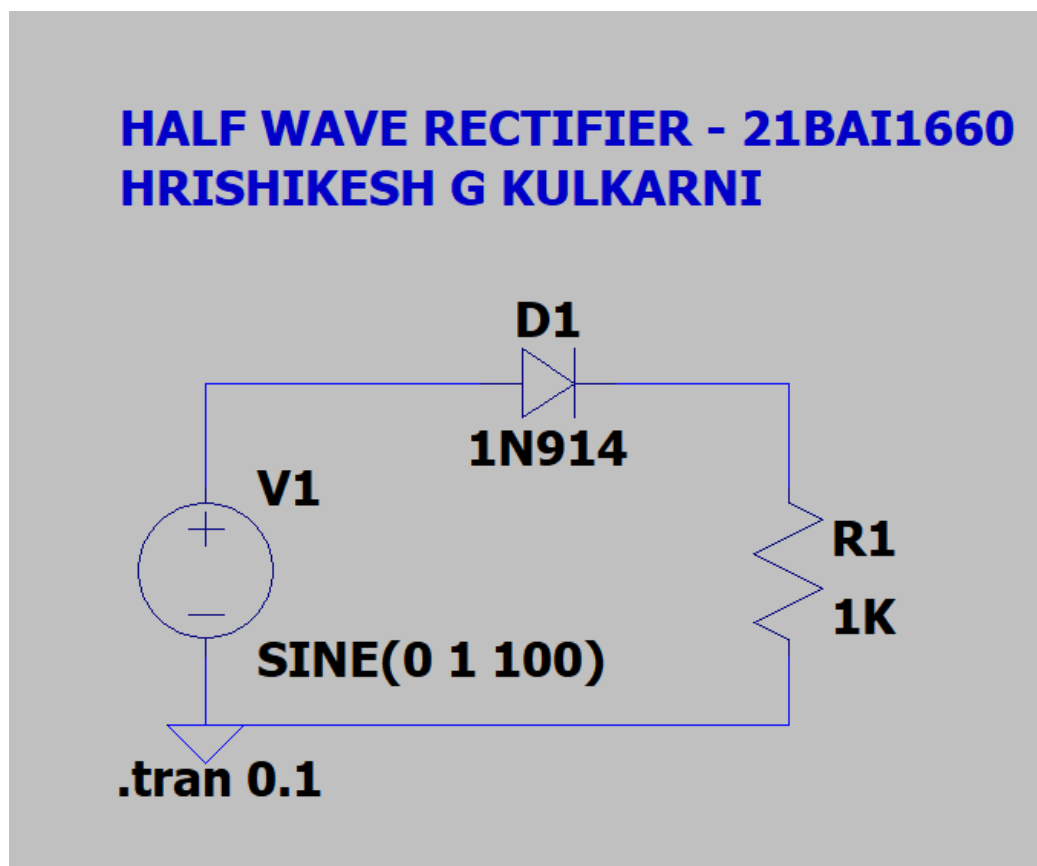 HALF WAVE RECTIFIER - 21BAI1660
HRISHIKESH G KULKARNI
D1
1N914
V1
R1
1K
SINE(0 1 100)
.tran 0.1